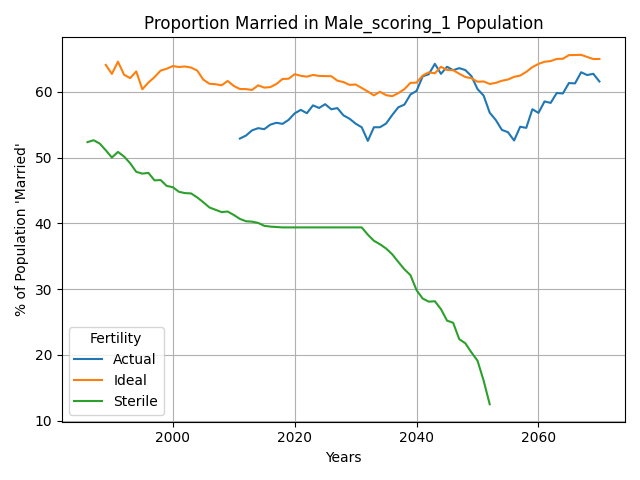 Proportion Married in Male_scoring_1 Population
% of Population 'Married'
60
50
40
30
20
10
Fertility
Actual
Ideal
Sterile
2000 2020 2040 2060
Years